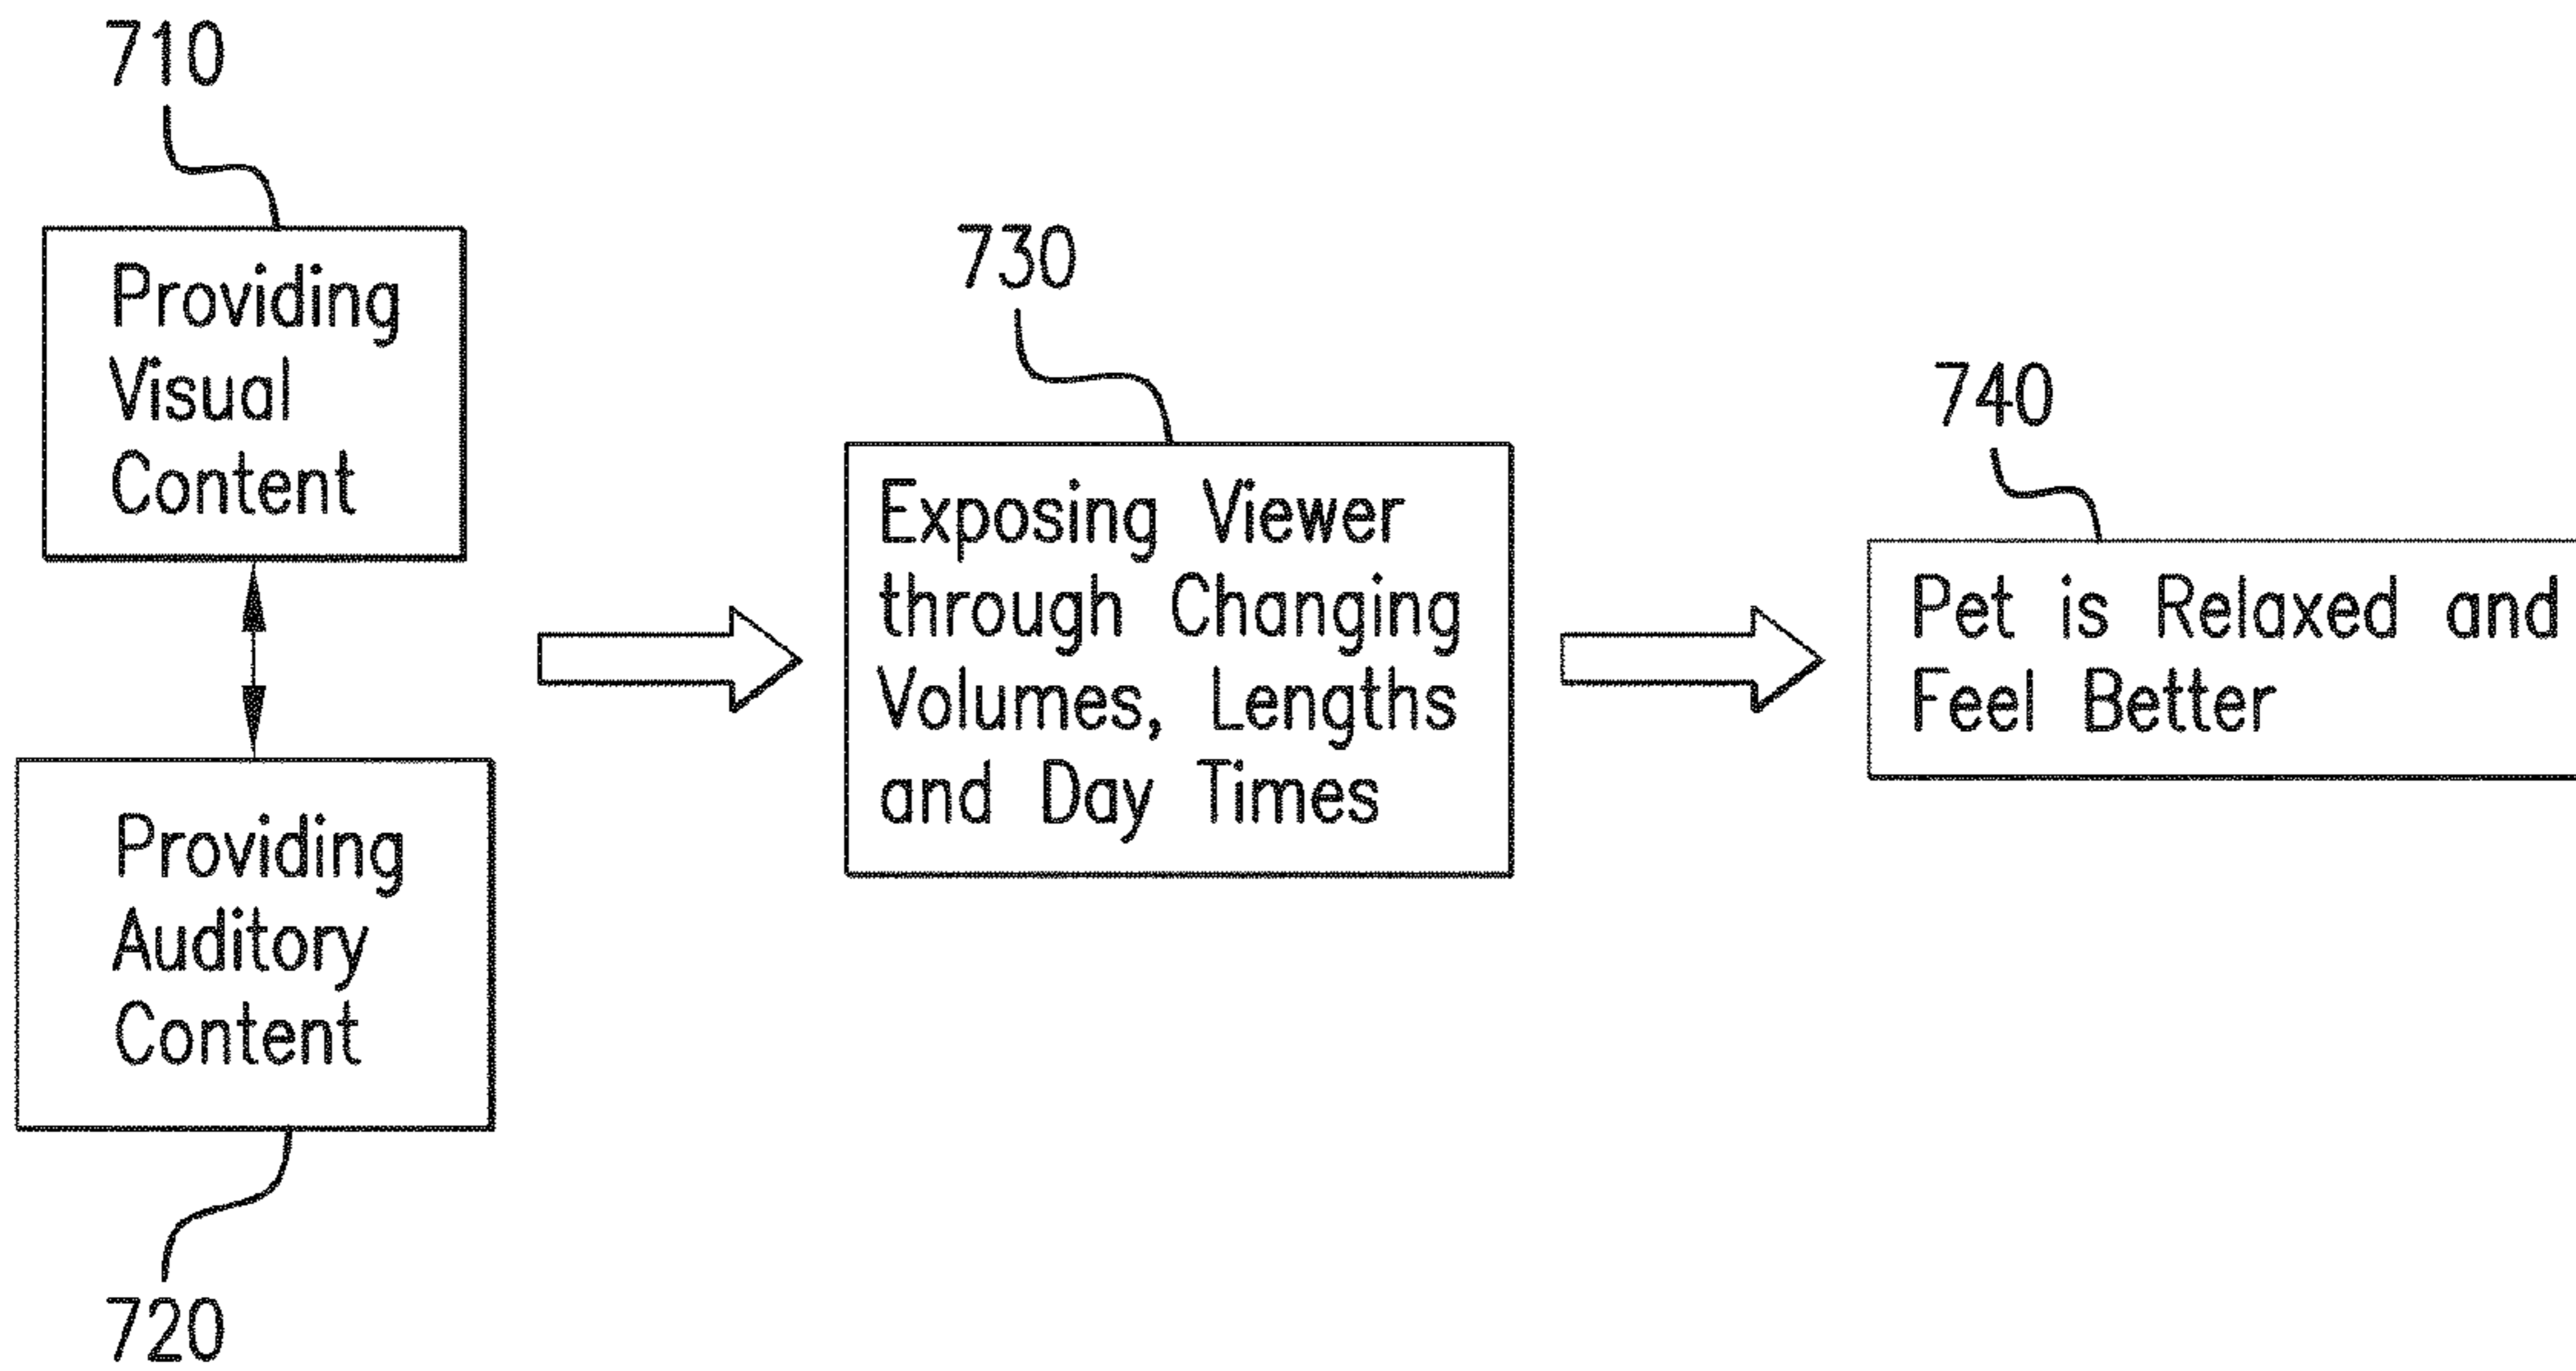 710
Providing
Visual
Content
Providing
Auditory
Content
720
730
Exposing Viewer
through Changing
Volumes, Lengths
and Day Times
740
Pet is Relaxed and
Feel Better